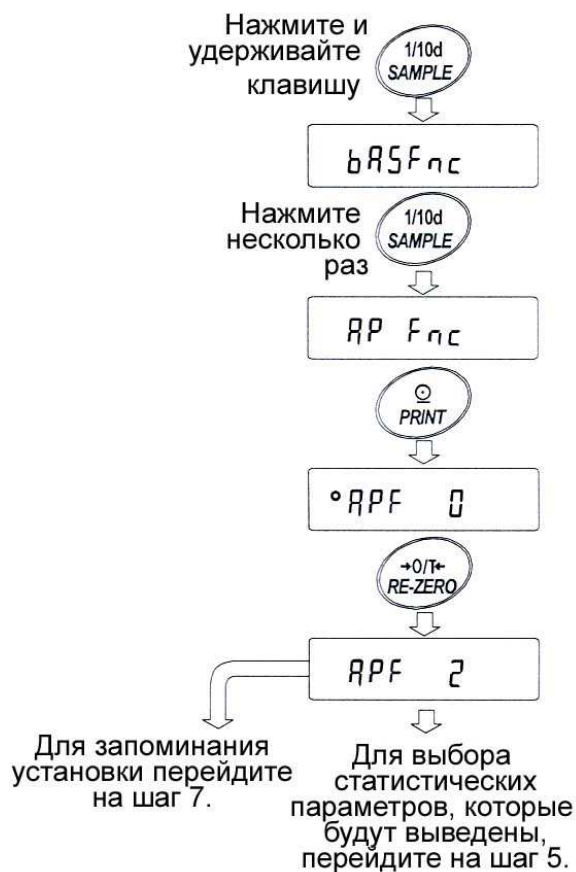 Нажмите и
удерживайте
клавишу
1/10d
SAMPLE
bASFnc
Нажмите
несколько
раз
1/10d
SAMPLE
AP Fnc
PRINT
°APF 0
→0/T←
RE-ZERO
APF 2
Для запоминания
установки перейдите
на шаг 7.
Для выбора
статистических
параметров, которые
будут выведены,
перейдите на шаг 5.